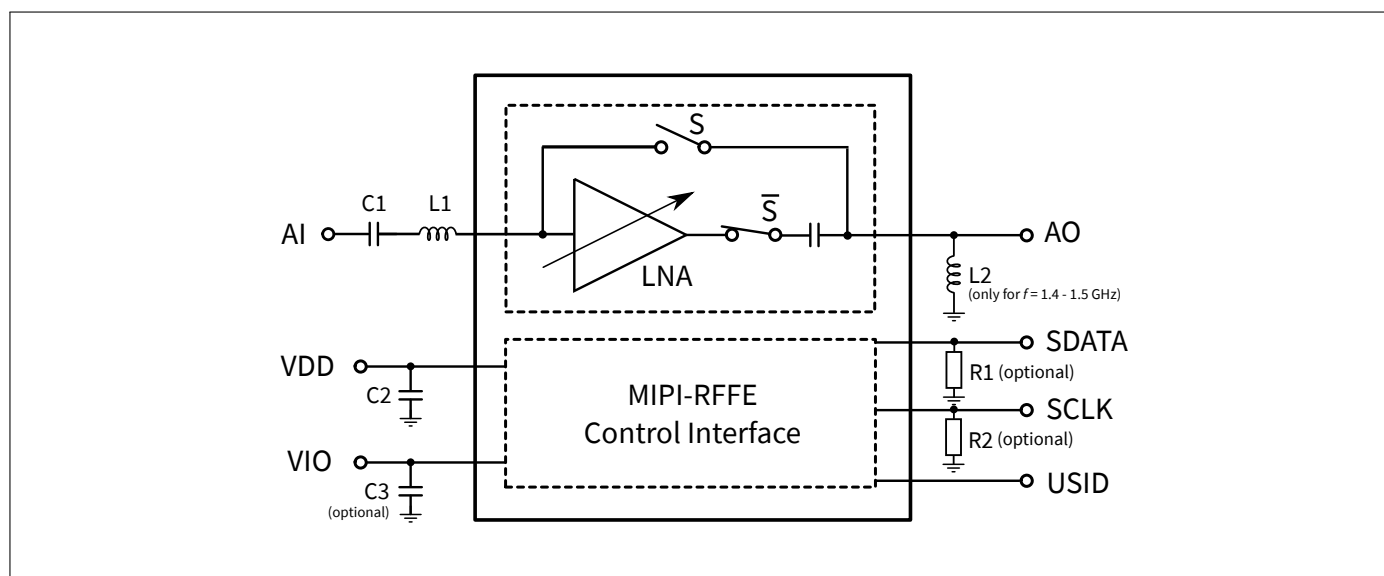 S
C1
L1
S̅
AI
AO
LNA
L2
(only for f = 1.4 - 1.5 GHz)
SDATA
VDD
R1 (optional)
C2
MIPI-RFFE
Control Interface
SCLK
R2 (optional)
VIO
C3
(optional)
USID